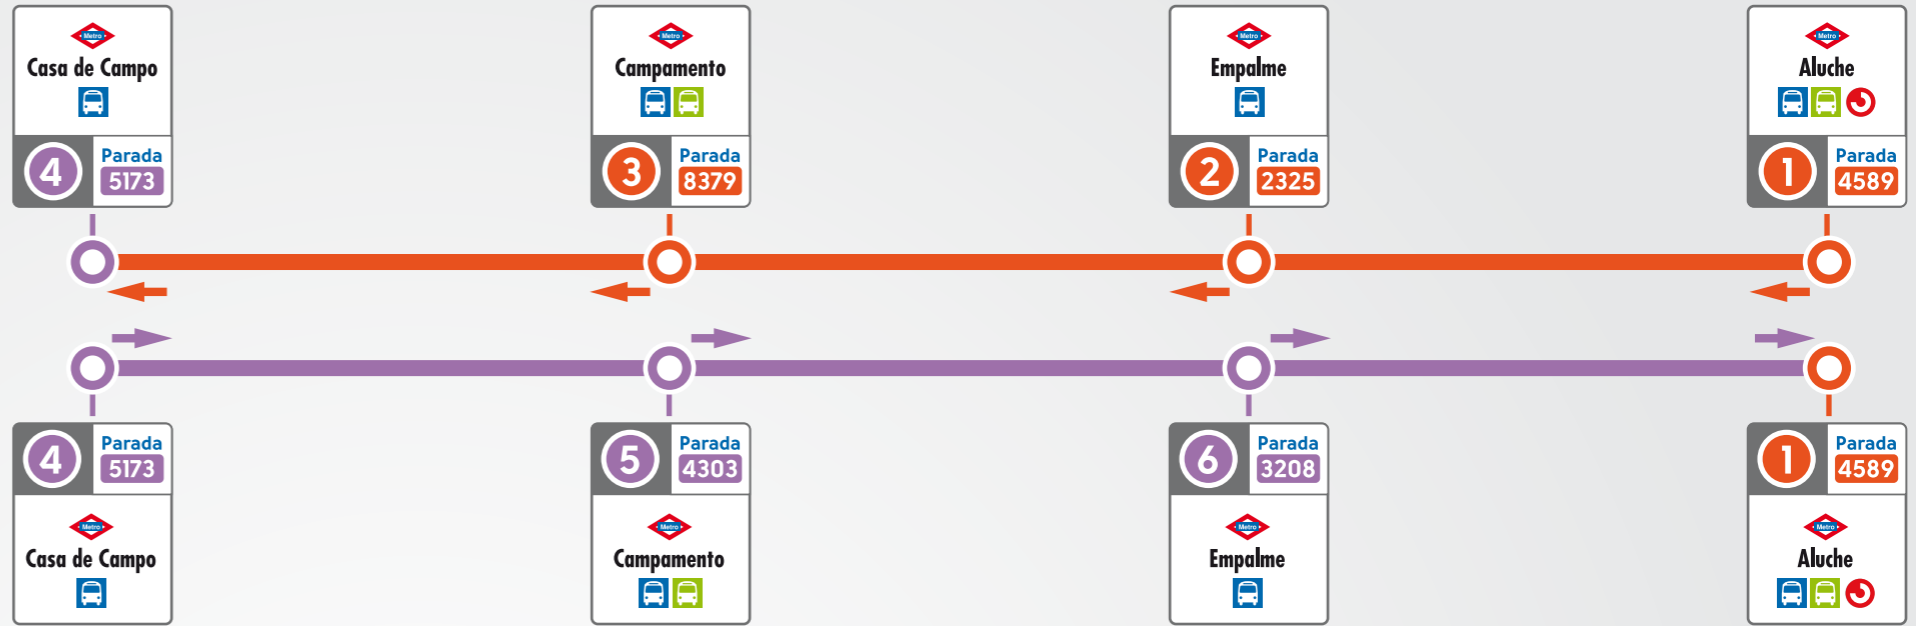 Metro
Casa de Campo
4
Parada
5173
Metro
Campamento
3
Parada
8379
Metro
Empalme
2
Parada
2325
Metro
Aluche
1
Parada
4589
4
Parada
5173
Metro
Casa de Campo
5
Parada
4303
Metro
Campamento
6
Parada
3208
Metro
Empalme
1
Parada
4589
Metro
Aluche